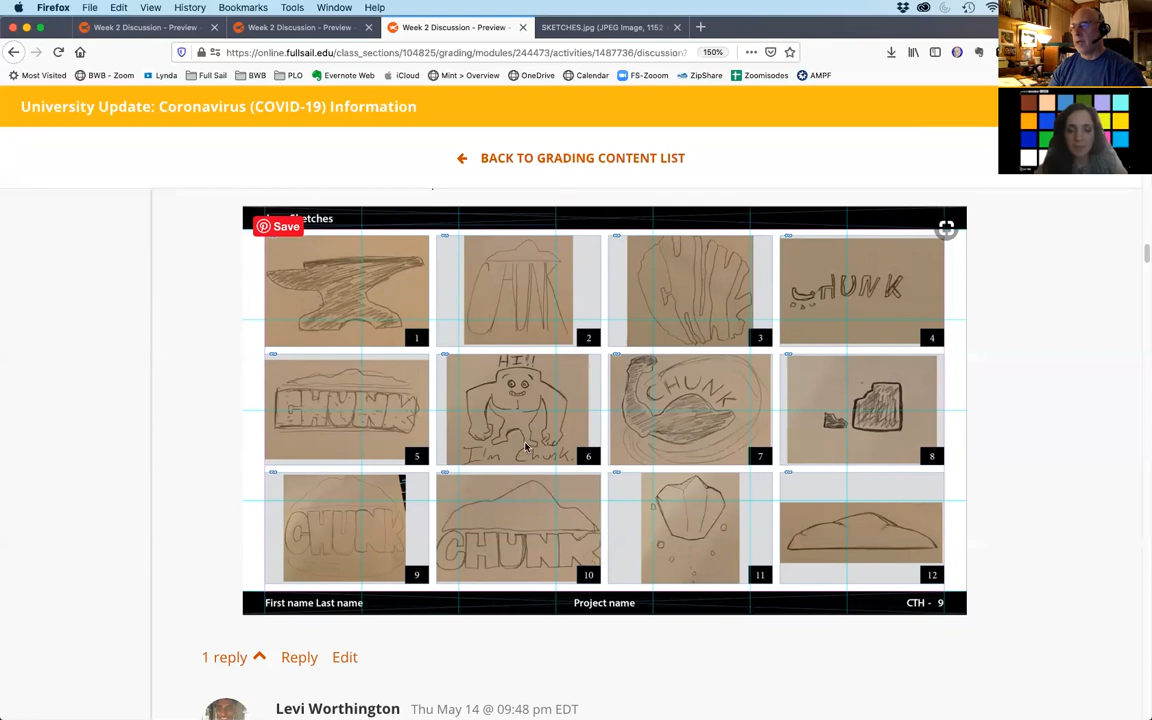 Firefox File Edit View History Bookmarks Tools Window Help
Week 2 Discussion - Preview - Week 2 Discussion - Preview - Week 2 Discussion - Preview - SKETCHES.jpg (JPEG Image, 1152
https://online.fullsail.edu/class_sections/104825/grading/modules/244473/activities/1487736/discussion? 150%
Most Visited BWB - Zoom Lynda Full Sail BWB PLO Evernote Web iCloud Mint > Overview OneDrive Calendar FS-Zooom ZipShare Zoomisodes AMPF
University Update: Coronavirus (COVID-19) Information
BACK TO GRADING CONTENT LIST
Sketches
Save
CHUNK
CHUNK
1 2 3 4
HI!!
CHUNK
CHUNK
I'm Chunk.
5 6 7 8
CHUNK
CHUNK
9 10 11 12
First name Last name Project name CTH - 9
1 reply Reply Edit
Levi Worthington Thu May 14 @ 09:48 pm EDT